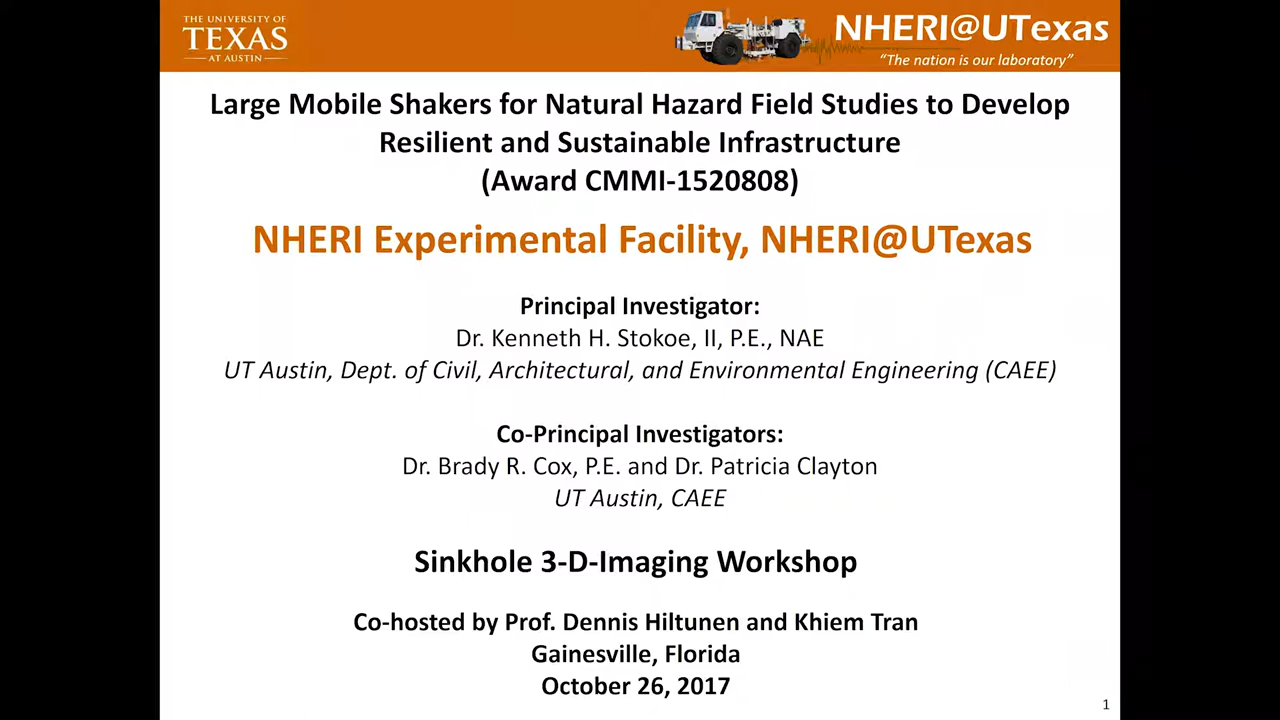 THE UNIVERSITY OF
TEXAS
AT AUSTIN
NHERI@UTexas
“The nation is our laboratory”
Large Mobile Shakers for Natural Hazard Field Studies to Develop
Resilient and Sustainable Infrastructure
(Award CMMI-1520808)
NHERI Experimental Facility, NHERI@UTexas
Principal Investigator:
Dr. Kenneth H. Stokoe, II, P.E., NAE
UT Austin, Dept. of Civil, Architectural, and Environmental Engineering (CAEE)
Co-Principal Investigators:
Dr. Brady R. Cox, P.E. and Dr. Patricia Clayton
UT Austin, CAEE
Sinkhole 3-D-Imaging Workshop
Co-hosted by Prof. Dennis Hiltunen and Khiem Tran
Gainesville, Florida
October 26, 2017
1